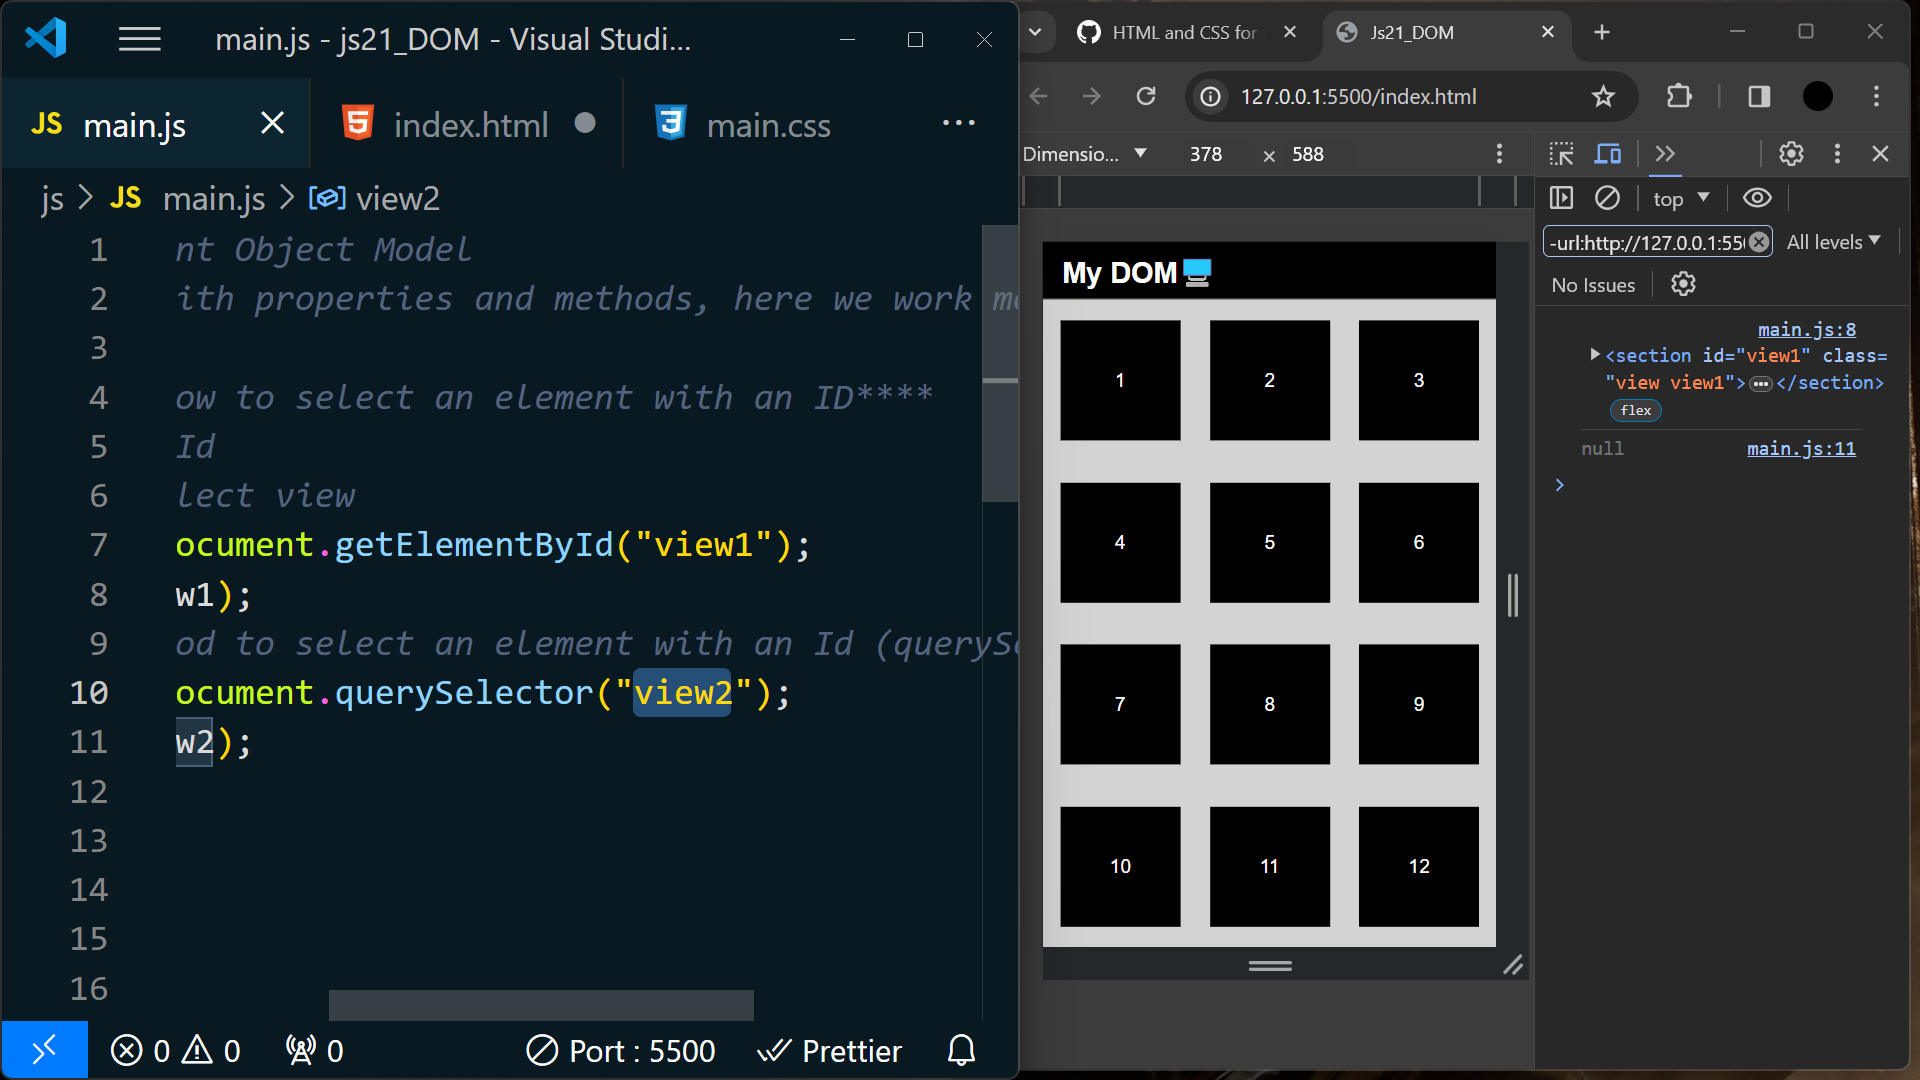 main.js - js21_DOM - Visual Studi...
JS main.js
index.html
main.css
...
js > JS main.js > view2
1 nt Object Model
2 ith properties and methods, here we work m
3
4 ow to select an element with an ID****
5 Id
6 lect view
7 ocument.getElementById("view1");
8 w1);
9 od to select an element with an Id (queryS
10 ocument.querySelector("view2");
11 w2);
12
13
14
15
16
0 0 0 Port : 5500 Prettier
HTML and CSS for
Js21_DOM
127.0.0.1:5500/index.html
Dimensio... 378 × 588
My DOM
1 2 3
4 5 6
7 8 9
10 11 12
top
-url:http://127.0.0.1:550 All levels
No Issues
main.js:8
<section id="view1" class=
"view view1">…</section>
flex
null main.js:11
>